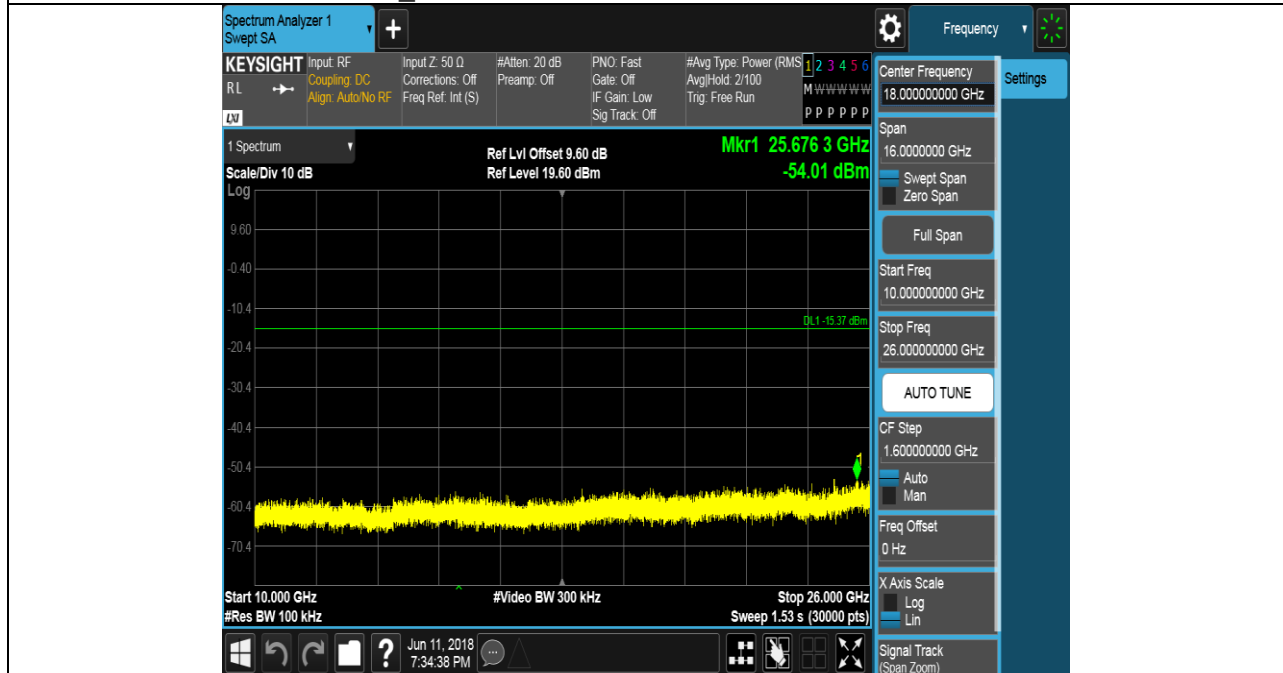 Spectrum Analyzer 1
Swept SA
Frequency
KEYSIGHT
RL
LXI
Input: RF
Coupling: DC
Align: Auto/No RF
Input Z: 50 Ω
Corrections: Off
Freq Ref: Int (S)
#Atten: 20 dB
Preamp: Off
PNO: Fast
Gate: Off
IF Gain: Low
Sig Track: Off
#Avg Type: Power (RMS
Avg|Hold: 2/100
Trig: Free Run
1 2 3 4 5 6
M W W W W W
P P P P P P
1 Spectrum
Scale/Div 10 dB
Ref Lvl Offset 9.60 dB
Ref Level 19.60 dBm
Mkr1 25.676 3 GHz
-54.01 dBm
Log
9.60
-0.40
-10.4
DL1 -15.37 dBm
-20.4
-30.4
-40.4
-50.4
1
-60.4
-70.4
Start 10.000 GHz
#Video BW 300 kHz
Stop 26.000 GHz
#Res BW 100 kHz
Sweep 1.53 s (30000 pts)
Jun 11, 2018
7:34:38 PM
Center Frequency
18.000000000 GHz
Settings
Span
16.0000000 GHz
Swept Span
Zero Span
Full Span
Start Freq
10.000000000 GHz
Stop Freq
26.000000000 GHz
AUTO TUNE
CF Step
1.600000000 GHz
Auto
Man
Freq Offset
0 Hz
X Axis Scale
Log
Lin
Signal Track
(Span Zoom)